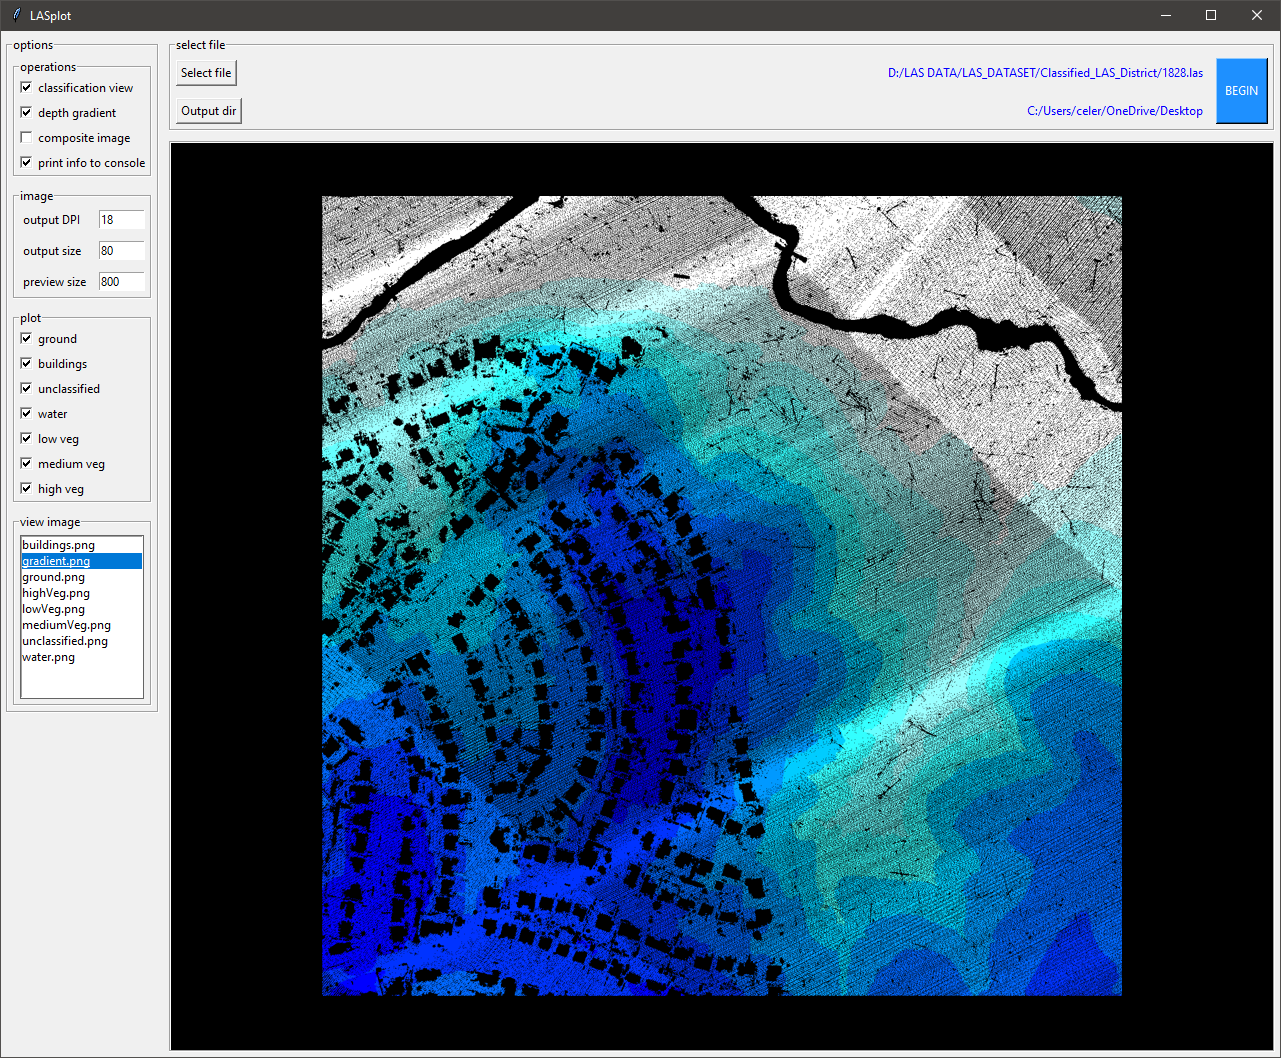 LASplot
options
operations
classification view
depth gradient
composite image
print info to console
image
output DPI 18
output size 80
preview size 800
plot
ground
buildings
unclassified
water
low veg
medium veg
high veg
view image
buildings.png
gradient.png
ground.png
highVeg.png
lowVeg.png
mediumVeg.png
unclassified.png
water.png
select file
Select file D:/LAS DATA/LAS_DATASET/Classified_LAS_District/1828.las
Output dir C:/Users/celer/OneDrive/Desktop
BEGIN